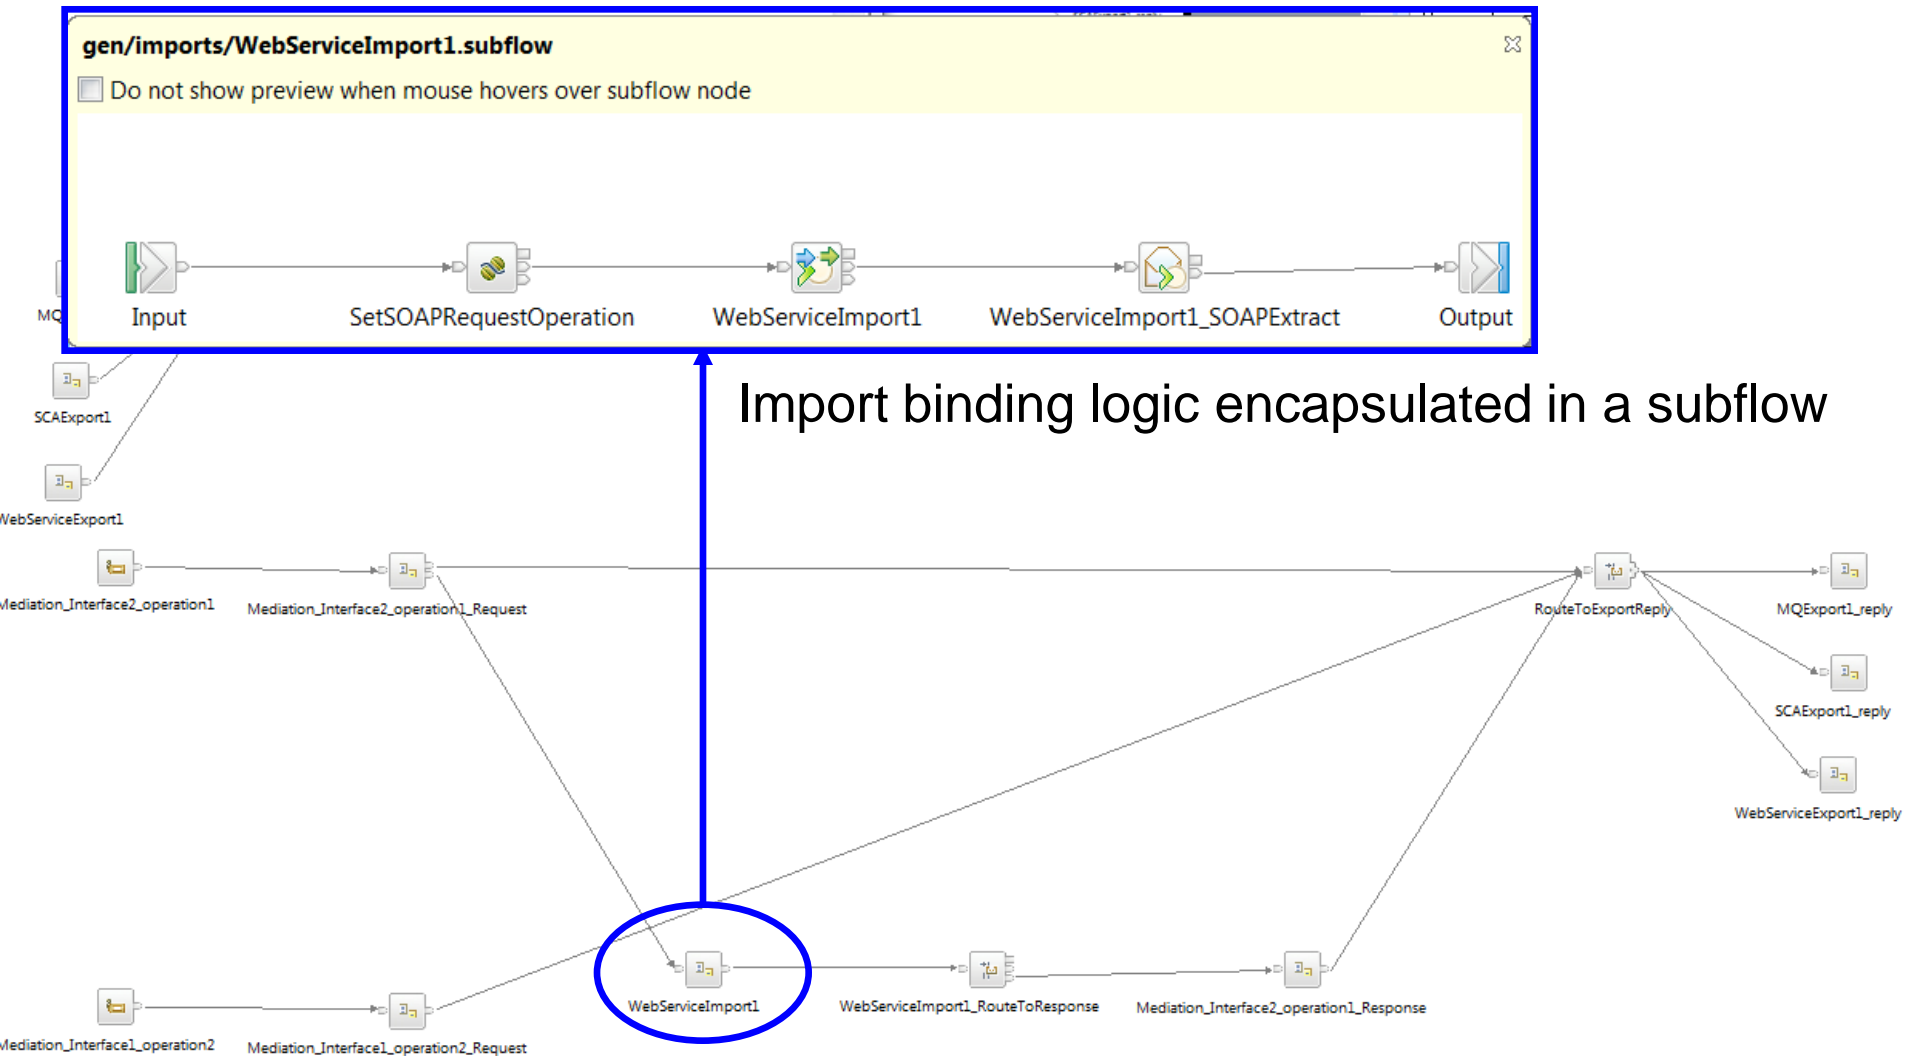 gen/imports/WebServiceImport1.subflow
Do not show preview when mouse hovers over subflow node
Input
SetSOAPRequestOperation
WebServiceImport1
WebServiceImport1_SOAPExtract
Output
MQ
Import binding logic encapsulated in a subflow
SCAExport1
WebServiceExport1
Mediation_Interface2_operation1
Mediation_Interface2_operation1_Request
RouteToExportReply
MQExport1_reply
SCAExport1_reply
WebServiceExport1_reply
WebServiceImport1
WebServiceImport1_RouteToResponse
Mediation_Interface2_operation1_Response
Mediation_Interface1_operation2
Mediation_Interface1_operation2_Request